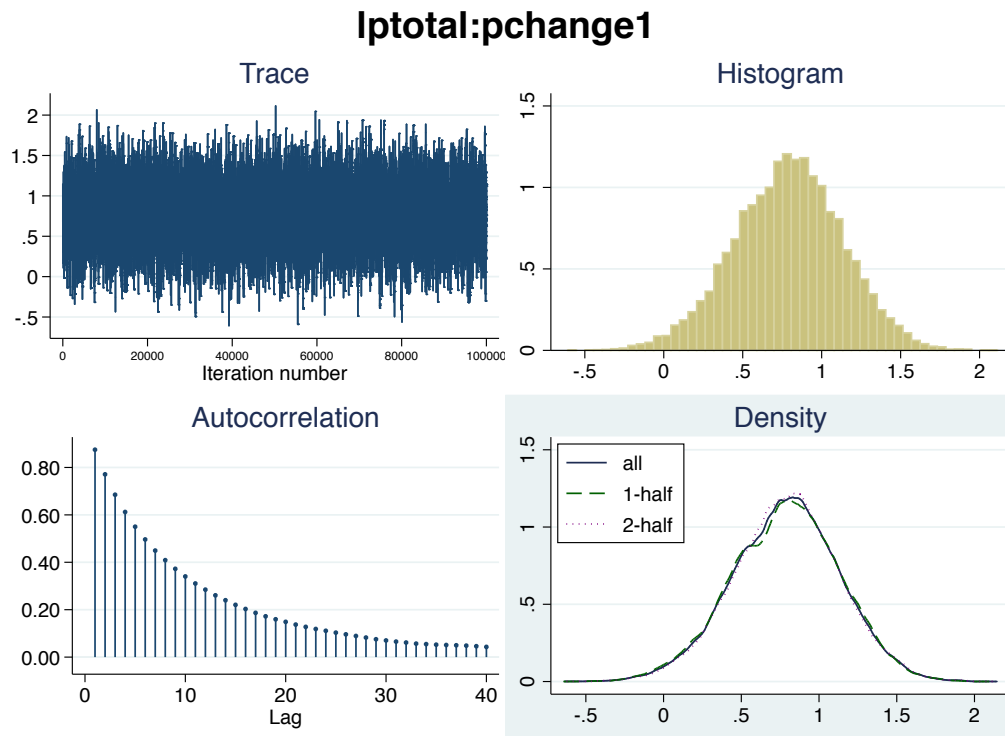 lptotal:pchange1
Trace
2
1.5
1
.5
0
-.5
0 20000 40000 60000 80000 100000
Iteration number
Histogram
1.5
1
.5
0
-.5 0 .5 1 1.5 2
Autocorrelation
0.80
0.60
0.40
0.20
0.00
0 10 20 30 40
Lag
Density
1.5
1
.5
0
all
1-half
2-half
-.5 0 .5 1 1.5 2